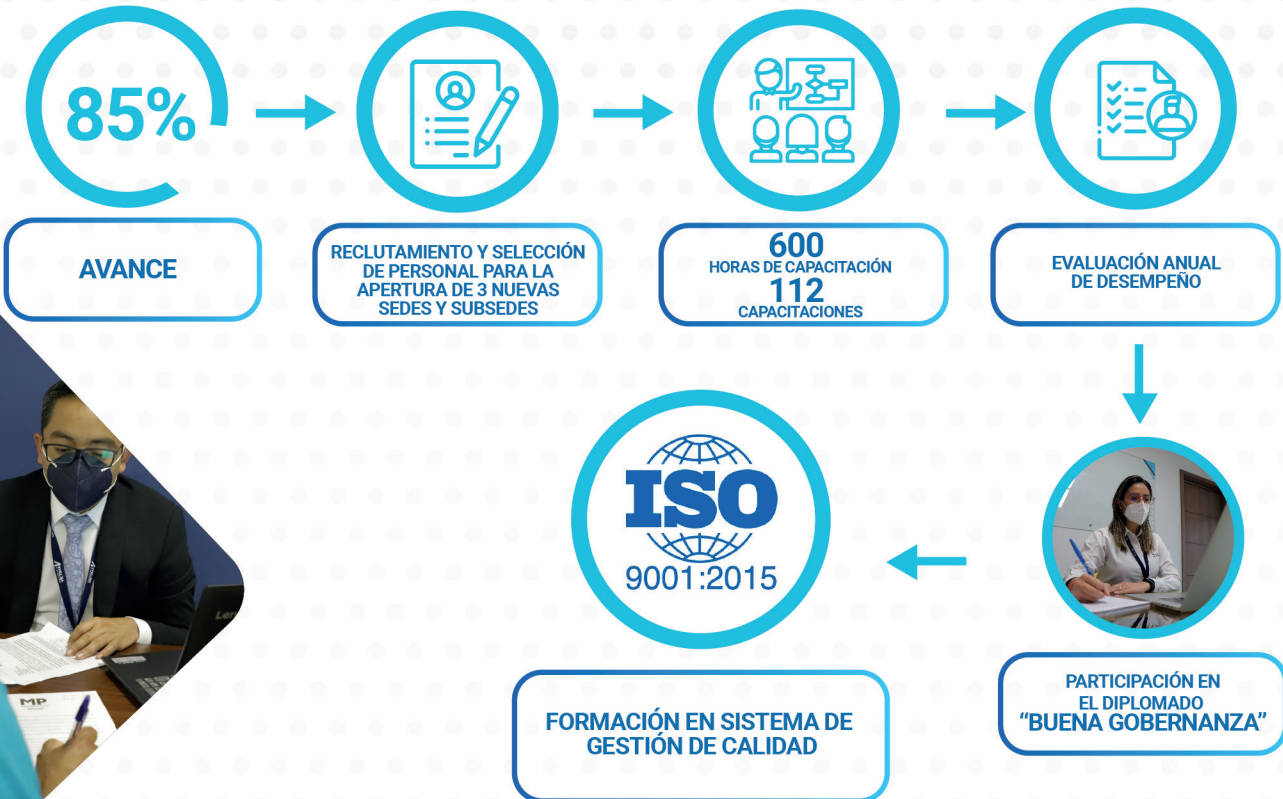 85%
AVANCE
RECLUTAMIENTO Y SELECCIÓN
DE PERSONAL PARA LA
APERTURA DE 3 NUEVAS
SEDES Y SUBSEDES
600
HORAS DE CAPACITACIÓN
112
CAPACITACIONES
EVALUACIÓN ANUAL
DE DESEMPEÑO
PARTICIPACIÓN EN
EL DIPLOMADO
“BUENA GOBERNANZA”
ISO
9001:2015
FORMACIÓN EN SISTEMA DE
GESTIÓN DE CALIDAD
MP